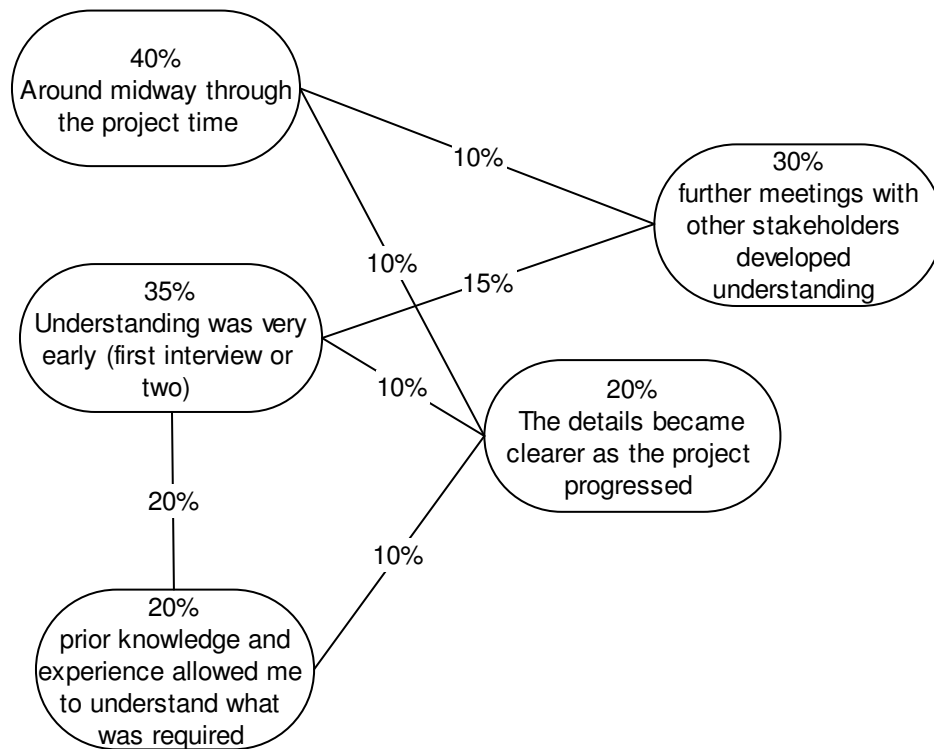 40%
Around midway through
the project time
10%
30%
further meetings with
other stakeholders
developed
understanding
10%
15%
35%
Understanding was very
early (first interview or
two)
10%
20%
The details became
clearer as the project
progressed
20%
10%
20%
prior knowledge and
experience allowed me
to understand what
was required